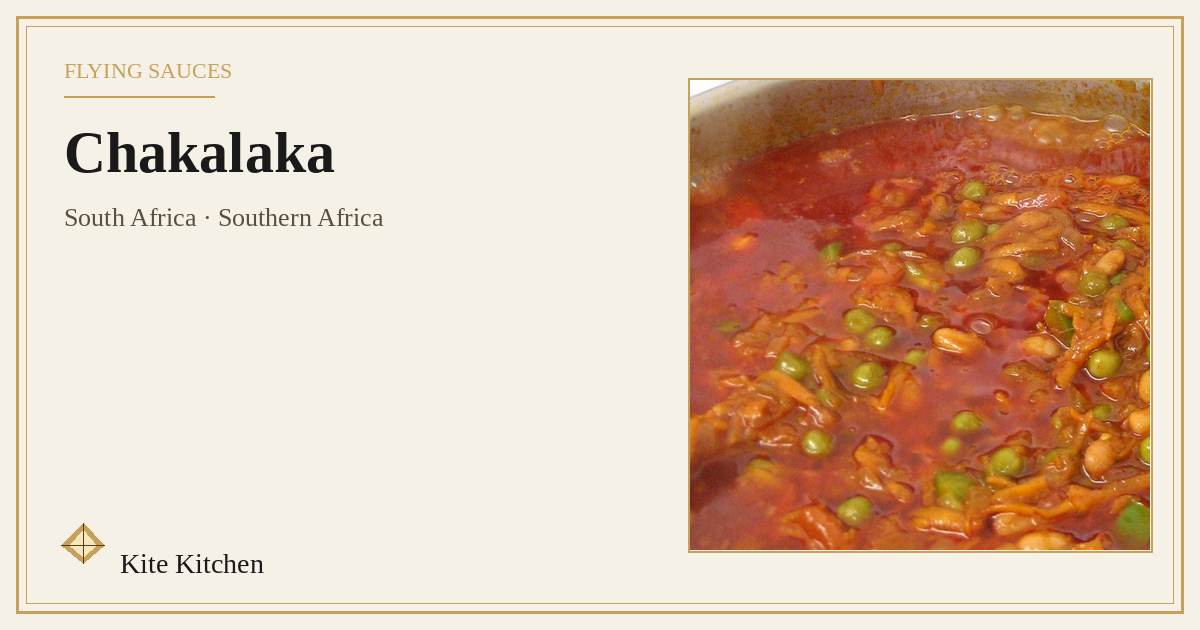 FLYING SAUCES
Chakalaka
South Africa · Southern Africa
Kite Kitchen